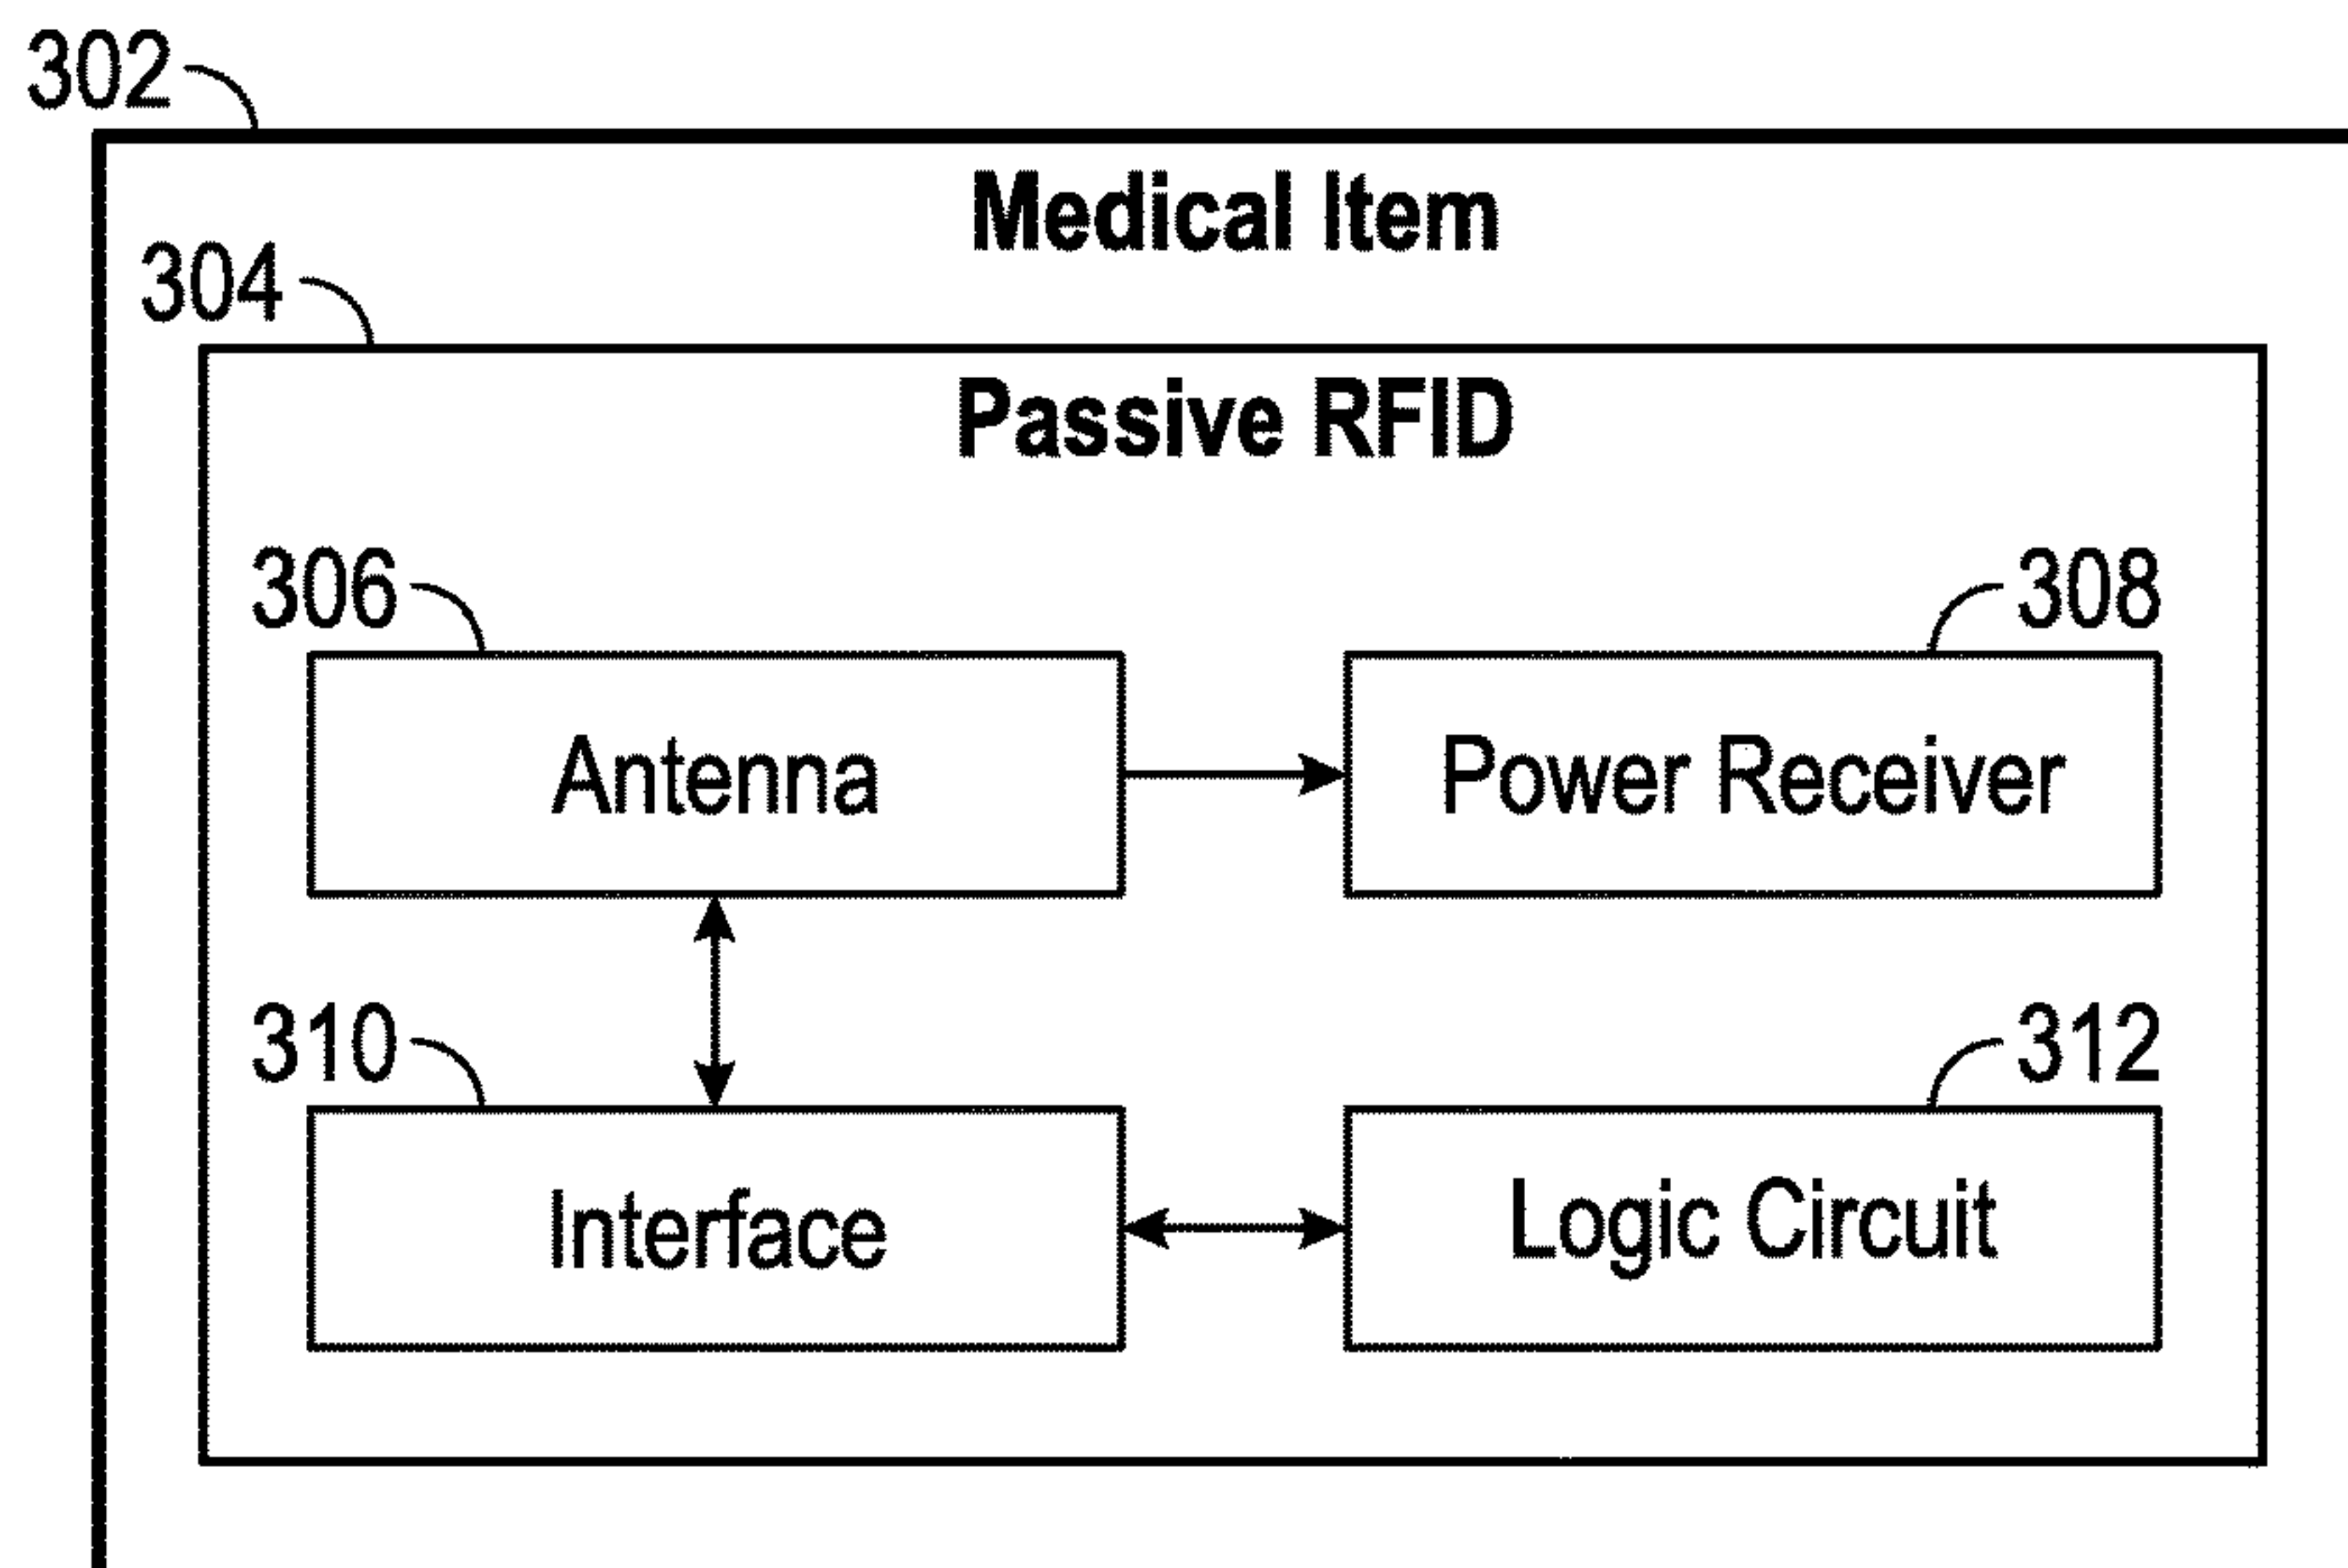 302
Medical Item
304
Passive RFID
306
308
Antenna
Power Receiver
310
312
Interface
Logic Circuit